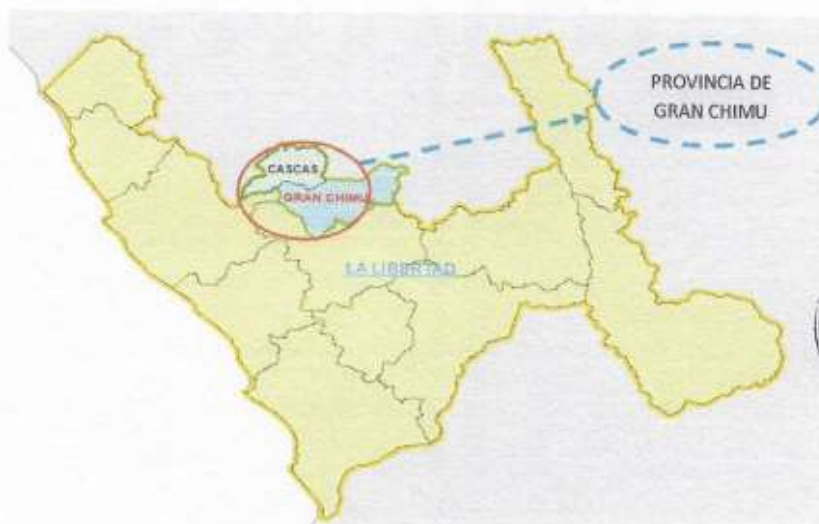 PROVINCIA DE
GRAN CHIMU
CASCAS
GRAN CHIMU
LA LIBERTAD